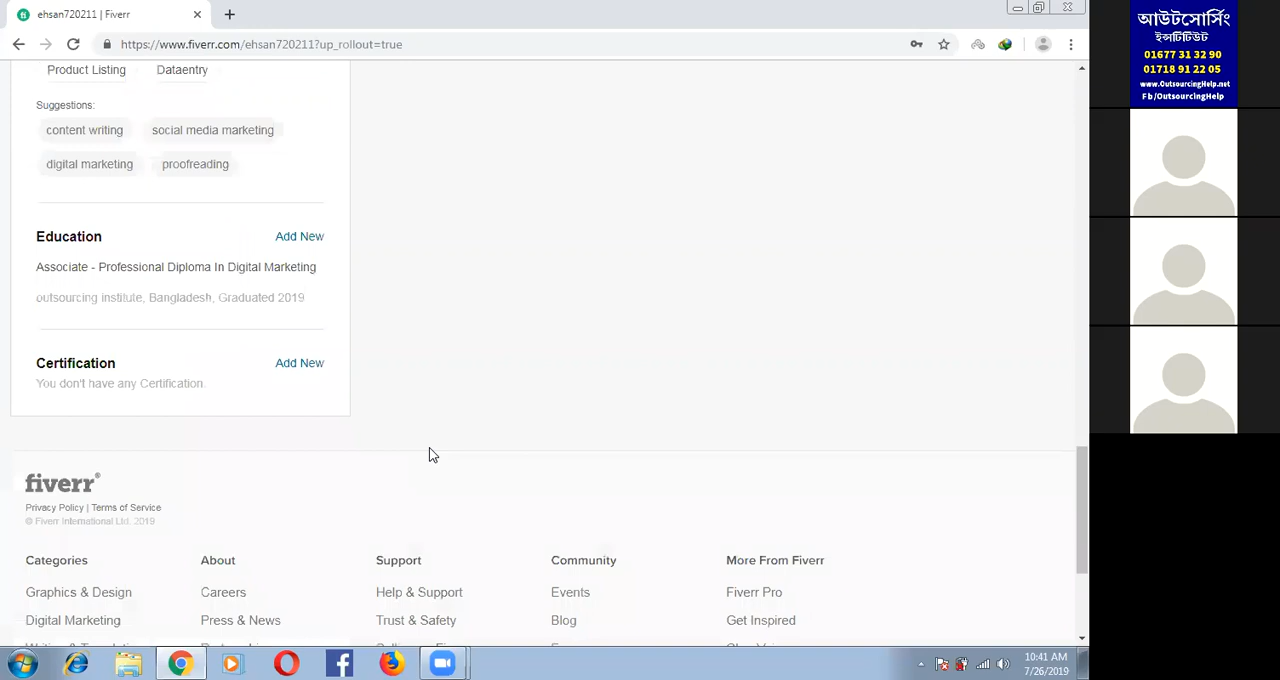 ehsan720211 | Fiverr
https://www.fiverr.com/ehsan720211?up_rollout=true
Product Listing
Dataentry
Suggestions:
content writing
social media marketing
digital marketing
proofreading
Education
Add New
Associate - Professional Diploma In Digital Marketing
outsourcing institute, Bangladesh, Graduated 2019
Certification
Add New
You don't have any Certification.
fiverr®
Privacy Policy | Terms of Service
© Fiverr International Ltd. 2019
Categories
About
Support
Community
More From Fiverr
Graphics & Design
Careers
Help & Support
Events
Fiverr Pro
Digital Marketing
Press & News
Trust & Safety
Blog
Get Inspired
10:41 AM
7/26/2019
আউটসোর্সিং
ইন্সটিটিউট
01677 31 32 90
01718 91 22 05
www.OutsourcingHelp.net
Fb/OutsourcingHelp